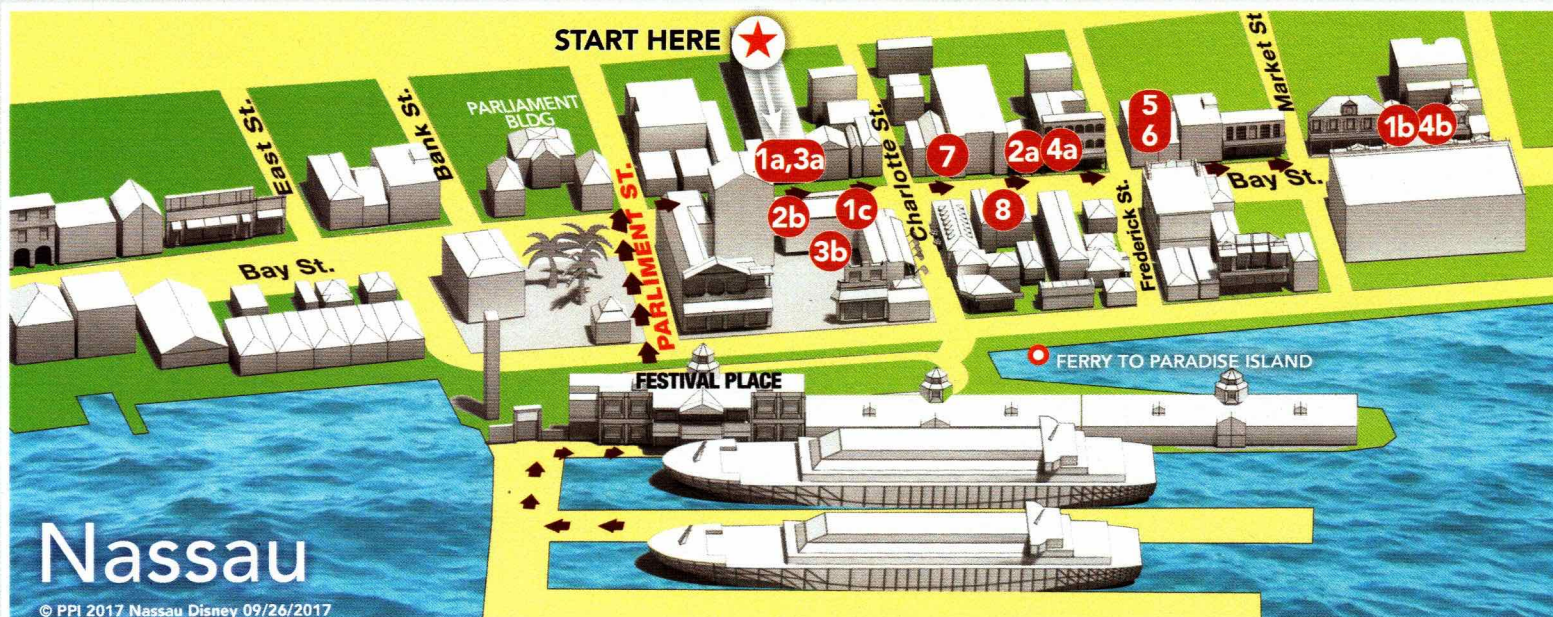 START HERE
Market St.
East St.
Bank St.
PARLIAMENT
BLDG
PARLIMENT ST.
Charlotte St.
5
6
1b
4b
1a,3a
7
2a
4a
2b
1c
8
3b
Frederick St.
Bay St.
Bay St.
FERRY TO PARADISE ISLAND
FESTIVAL PLACE
Nassau
© PPI 2017 Nassau Disney 09/26/2017